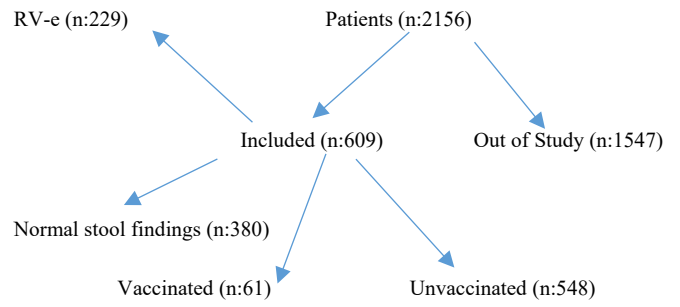 RV-e (n:229)
Patients (n:2156)
Included (n:609)
Out of Study (n:1547)
Normal stool findings (n:380)
Vaccinated (n:61)
Unvaccinated (n:548)